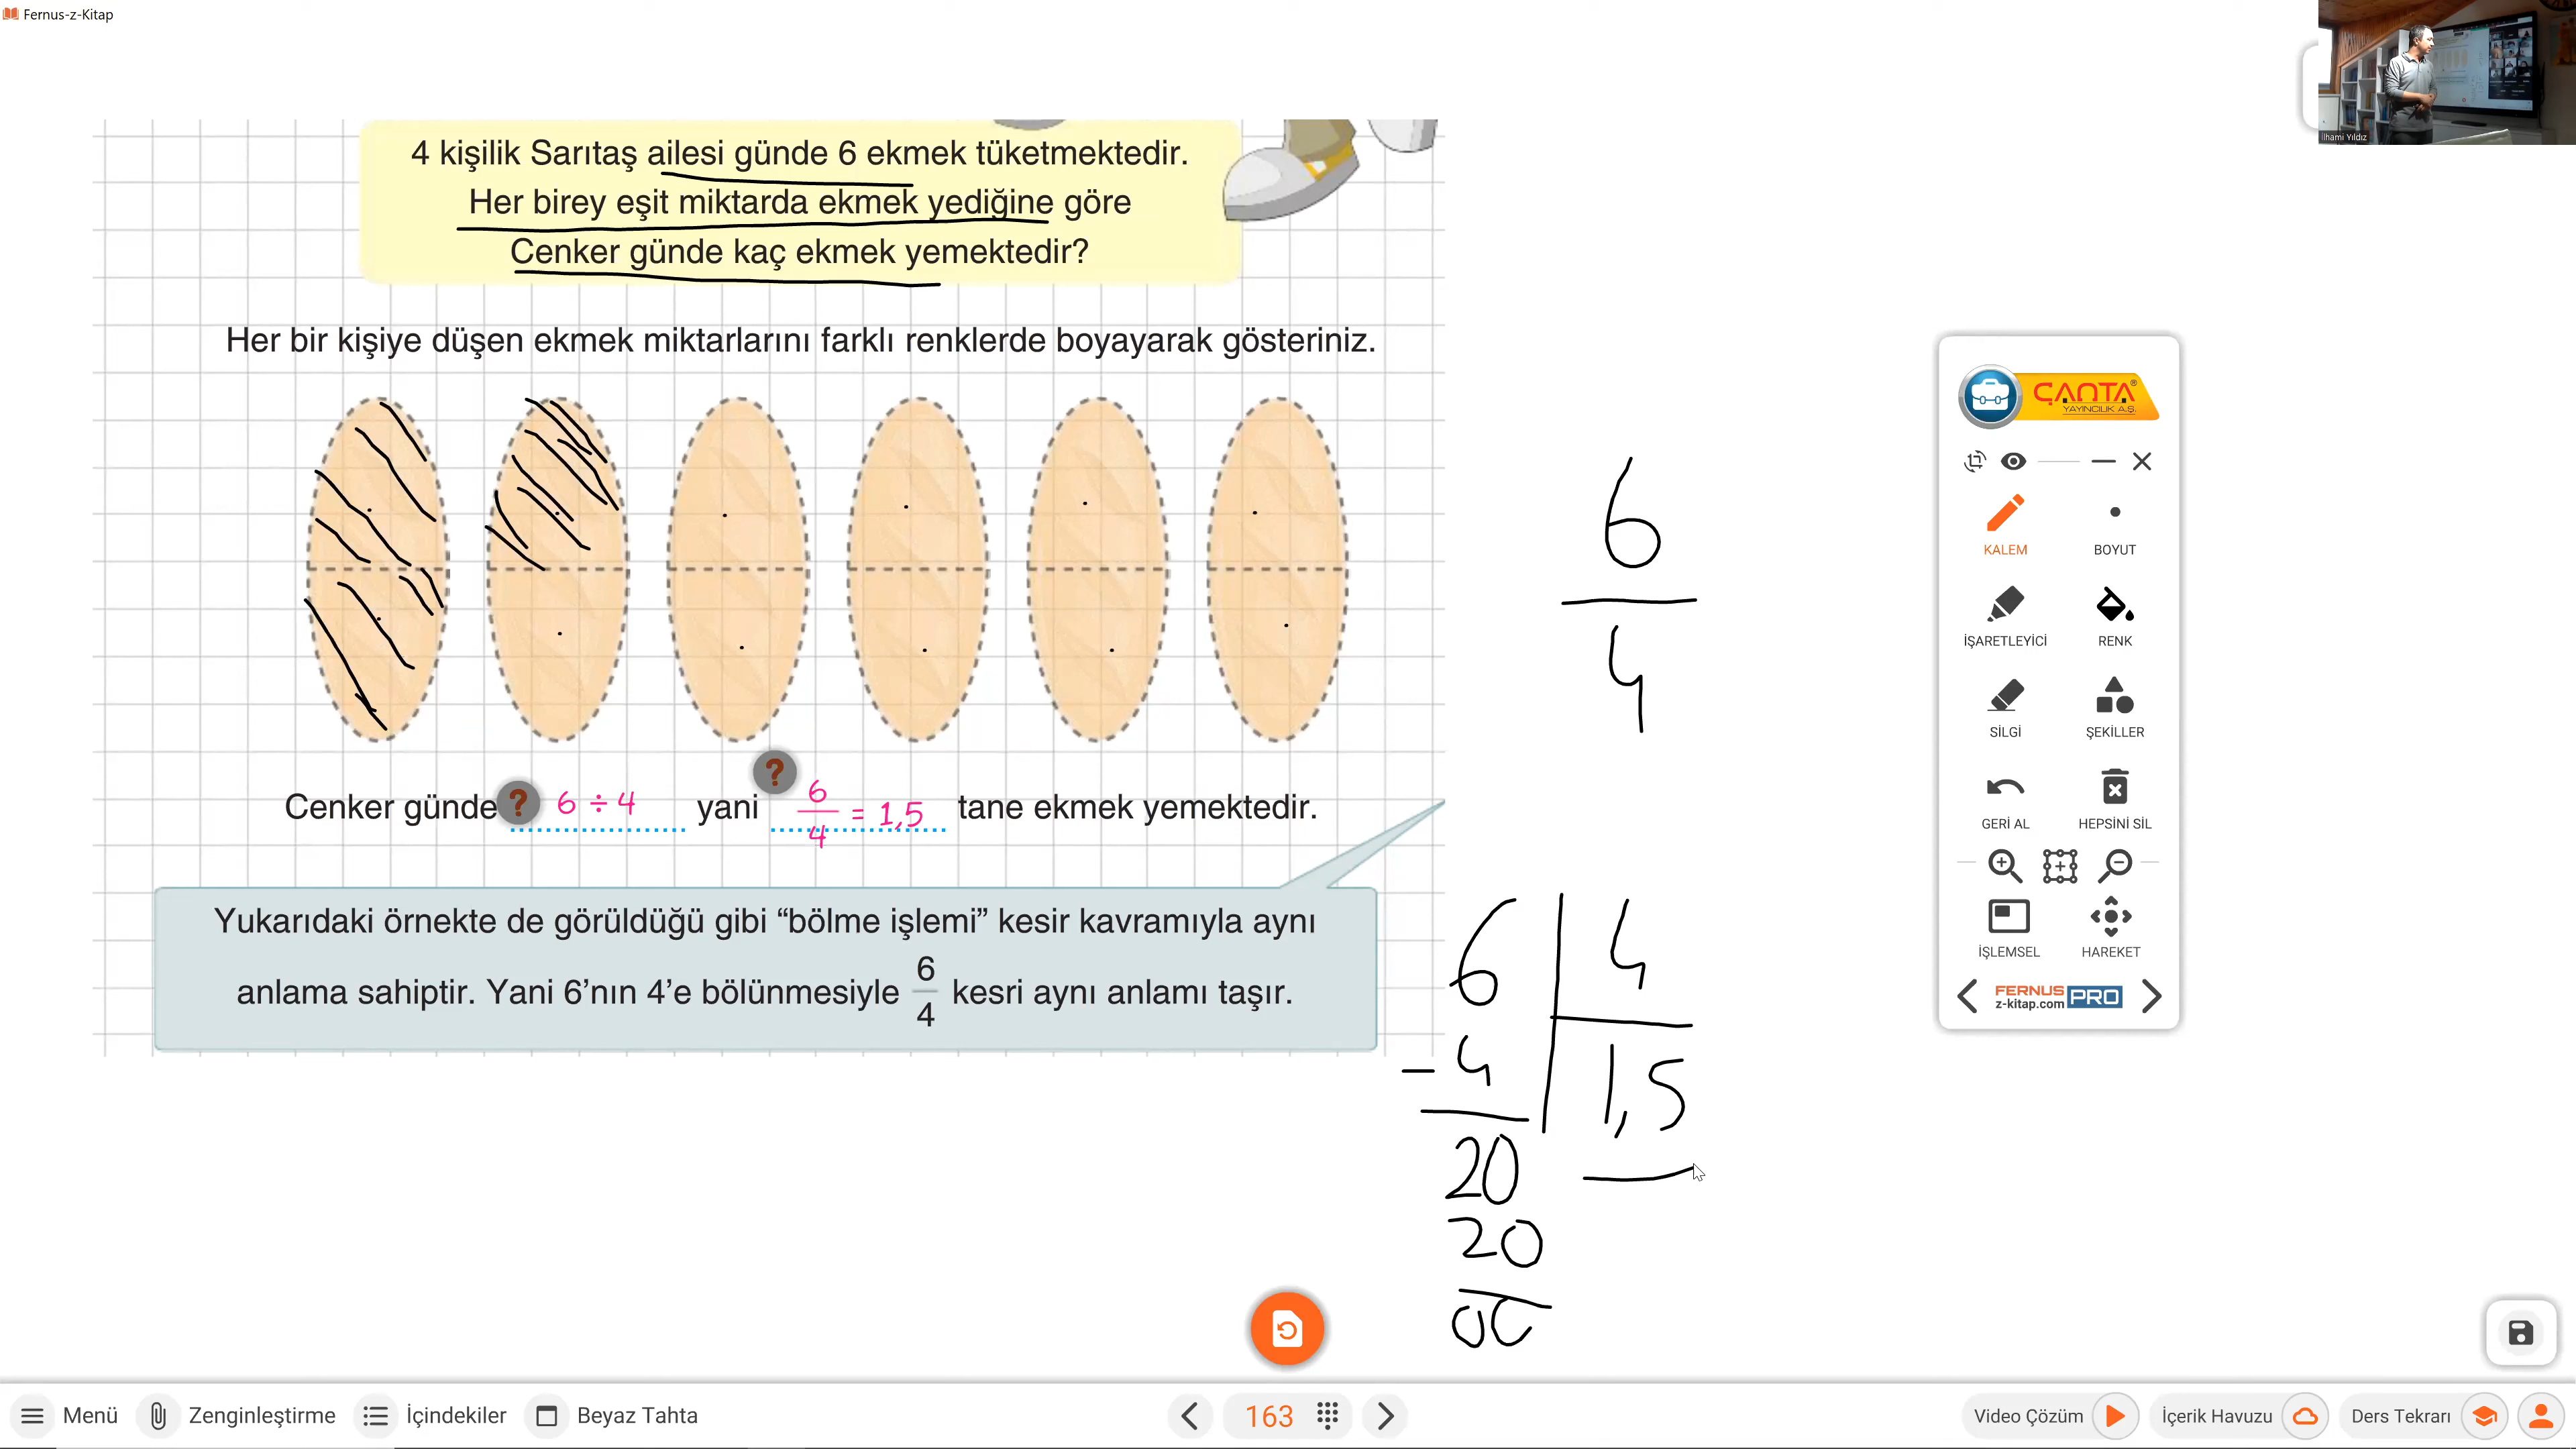 Fernus-z-Kitap
İlhami Yıldız
4 kişilik Sarıtaş ailesi günde 6 ekmek tüketmektedir.
Her birey eşit miktarda ekmek yediğine göre
Cenker günde kaç ekmek yemektedir?
Her bir kişiye düşen ekmek miktarlarını farklı renklerde boyayarak gösteriniz.
6
4
Cenker günde ? 6 ÷ 4 yani ? 6/4 = 1,5 tane ekmek yemektedir.
Yukarıdaki örnekte de görüldüğü gibi “bölme işlemi” kesir kavramıyla aynı
anlama sahiptir. Yani 6’nın 4’e bölünmesiyle 6/4 kesri aynı anlamı taşır.
6 4
- 4 1,5
20
20
00
ÇANTA®
YAYINCILIK A.Ş.
KALEM BOYUT
İŞARETLEYİCİ RENK
SİLGİ ŞEKİLLER
GERİ AL HEPSİNİ SİL
İŞLEMSEL HAREKET
FERNUS PRO
z-kitap.com
Menü Zenginleştirme İçindekiler Beyaz Tahta 163 Video Çözüm İçerik Havuzu Ders Tekrarı